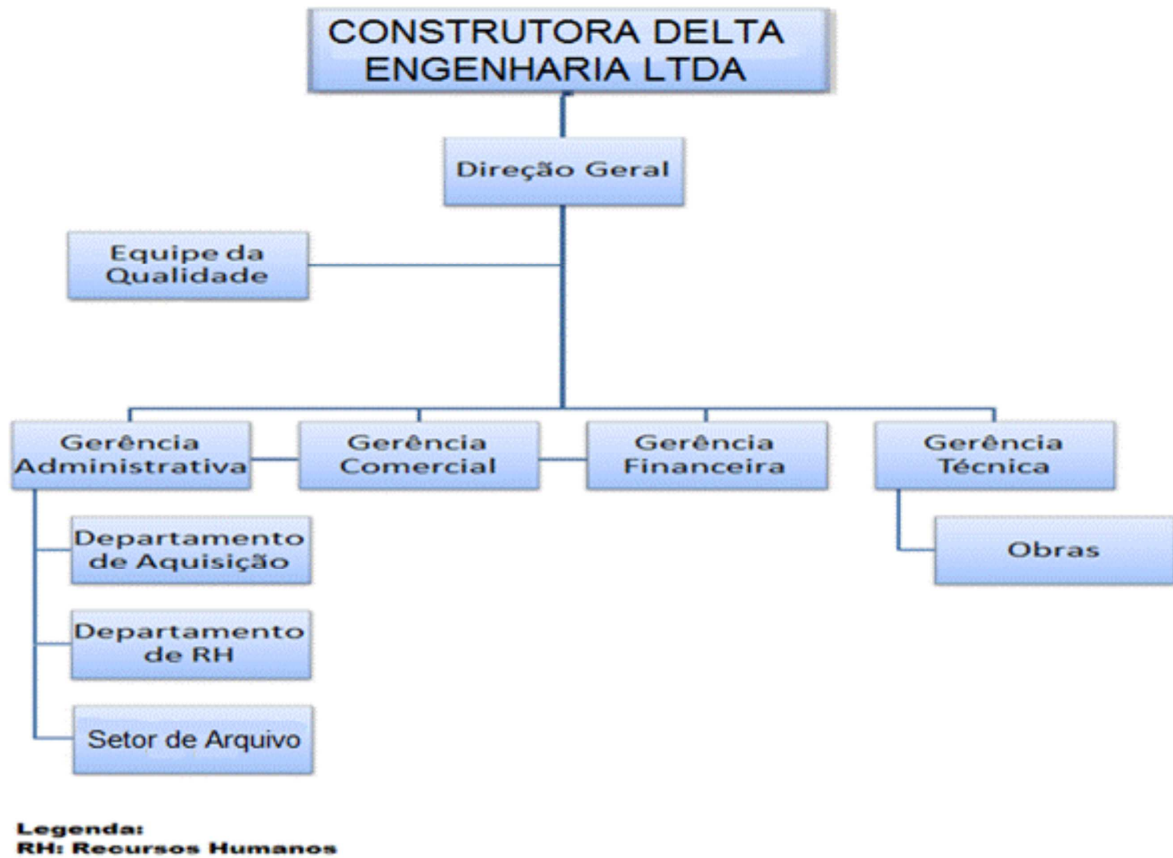 CONSTRUTORA DELTA
ENGENHARIA LTDA
Direção Geral
Equipe da
Qualidade
Gerência
Administrativa
Gerência
Comercial
Gerência
Financeira
Gerência
Técnica
Departamento
de Aquisição
Obras
Departamento
de RH
Setor de Arquivo
Legenda:
RH: Recursos Humanos